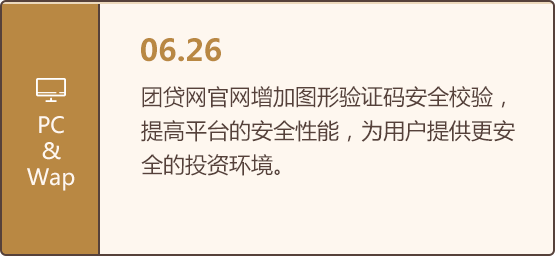 PC
&
Wap
06.26
团贷网官网增加图形验证码安全校验，
提高平台的安全性能，为用户提供更安
全的投资环境。